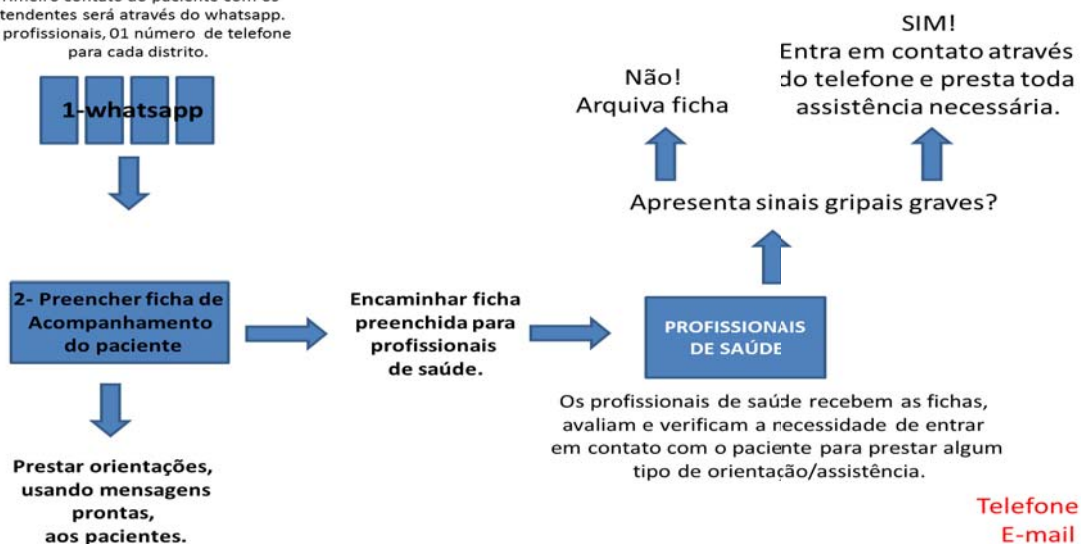 tendentes será através do whatsapp.
profissionais, 01 número de telefone
para cada distrito.
1-whatsapp
2- Preencher ficha de
Acompanhamento
do paciente
Prestar orientações,
usando mensagens
prontas,
aos pacientes.
Encaminhar ficha
preenchida para
profissionais
de saúde.
PROFISSIONAIS
DE SAÚDE
Os profissionais de saúde recebem as fichas,
avaliam e verificam a necessidade de entrar
em contato com o paciente para prestar algum
tipo de orientação/assistência.
Apresenta sinais gripais graves?
Não!
Arquiva ficha
SIM!
Entra em contato através
do telefone e presta toda
assistência necessária.
Telefone
E-mail